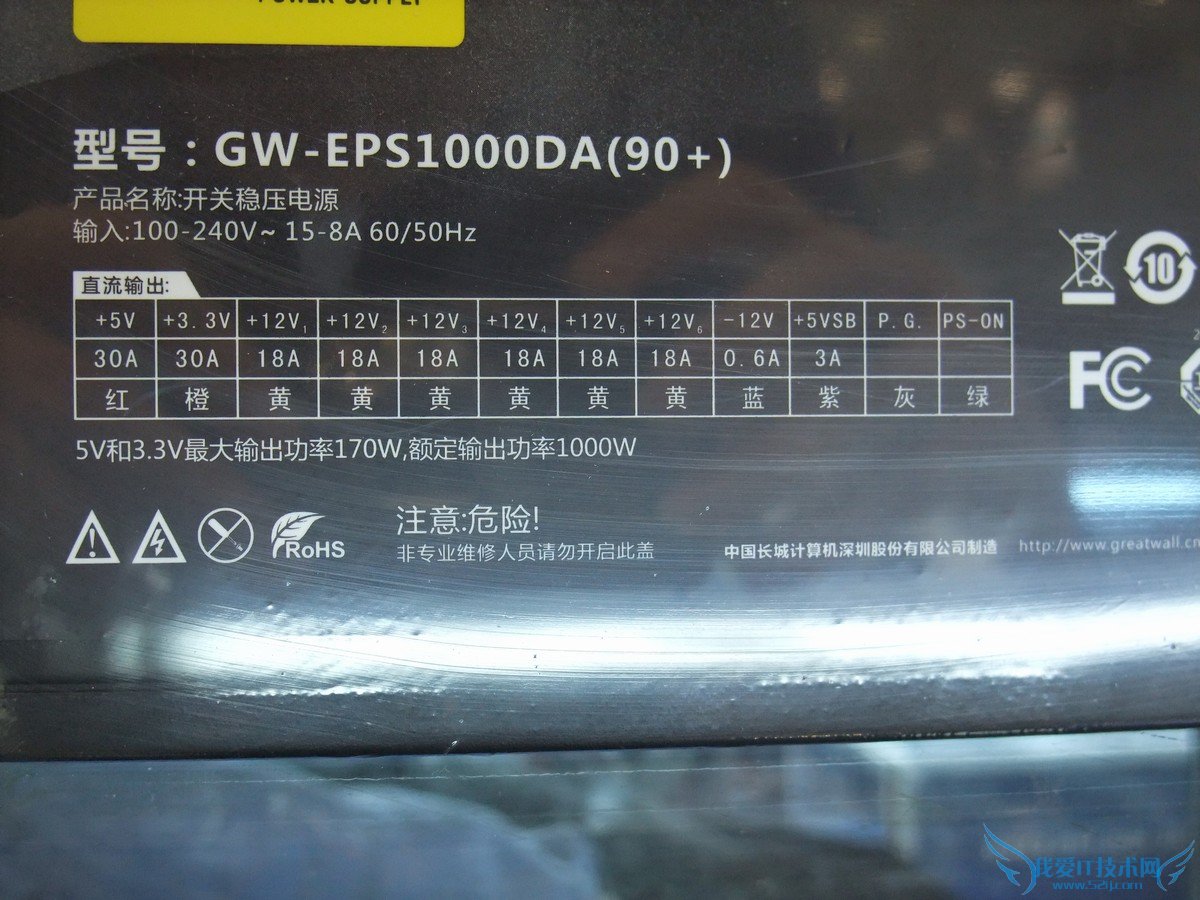 POWER SUPPLY
型号：GW-EPS1000DA(90+)
产品名称:开关稳压电源
输入:100-240V~ 15-8A 60/50Hz
直流输出:
+5V +3.3V +12V1 +12V2 +12V3 +12V4 +12V5 +12V6 -12V +5VSB P.G. PS-ON
30A 30A 18A 18A 18A 18A 18A 18A 0.6A 3A
红 橙 黄 黄 黄 黄 黄 黄 蓝 紫 灰 绿
5V和3.3V最大输出功率170W,额定输出功率1000W
10
FC
RoHS
注意:危险!
非专业维修人员请勿开启此盖
中国长城计算机深圳股份有限公司制造 http://www.greatwall.cn
我爱IT技术网
www.52ij.com